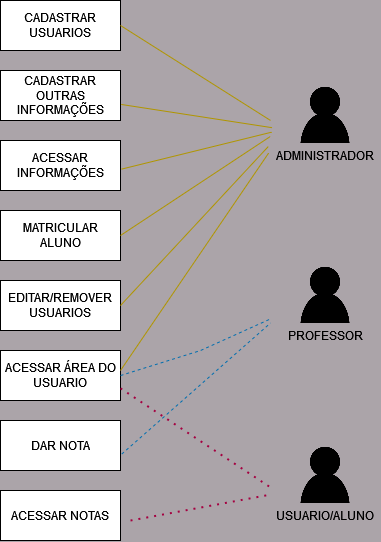 CADASTRAR
USUARIOS
CADASTRAR
OUTRAS
INFORMAÇÕES
ACESSAR
INFORMAÇÕES
MATRICULAR
ALUNO
EDITAR/REMOVER
USUARIOS
ACESSAR ÁREA DO
USUARIO
DAR NOTA
ACESSAR NOTAS
ADMINISTRADOR
PROFESSOR
USUARIO/ALUNO